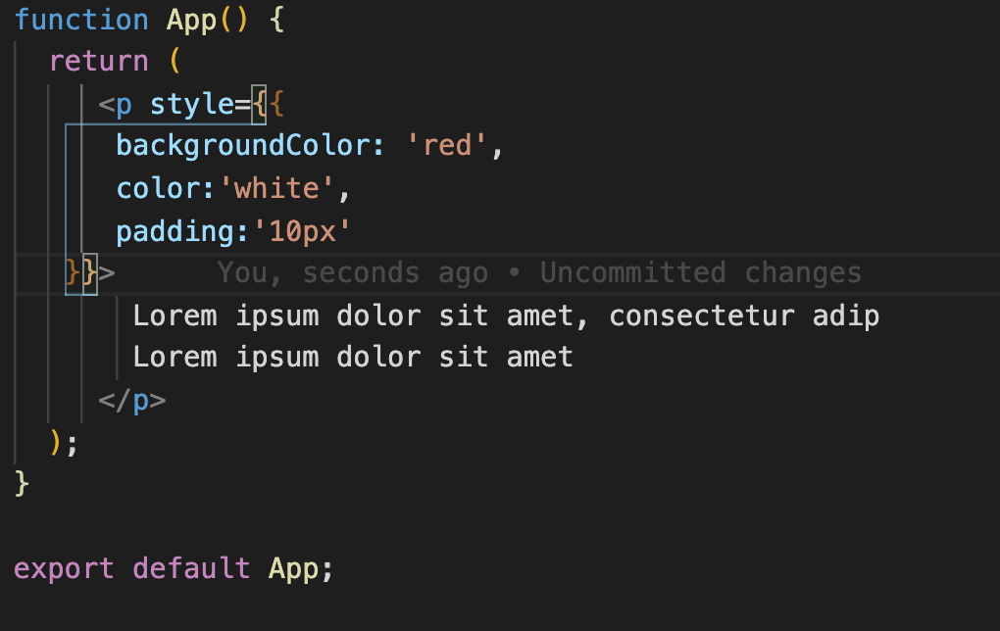 function App() {
return (
<p style={{
backgroundColor: 'red',
color:'white',
padding:'10px'
}}> You, seconds ago • Uncommitted changes
Lorem ipsum dolor sit amet, consectetur adip
Lorem ipsum dolor sit amet
</p>
);
}
export default App;